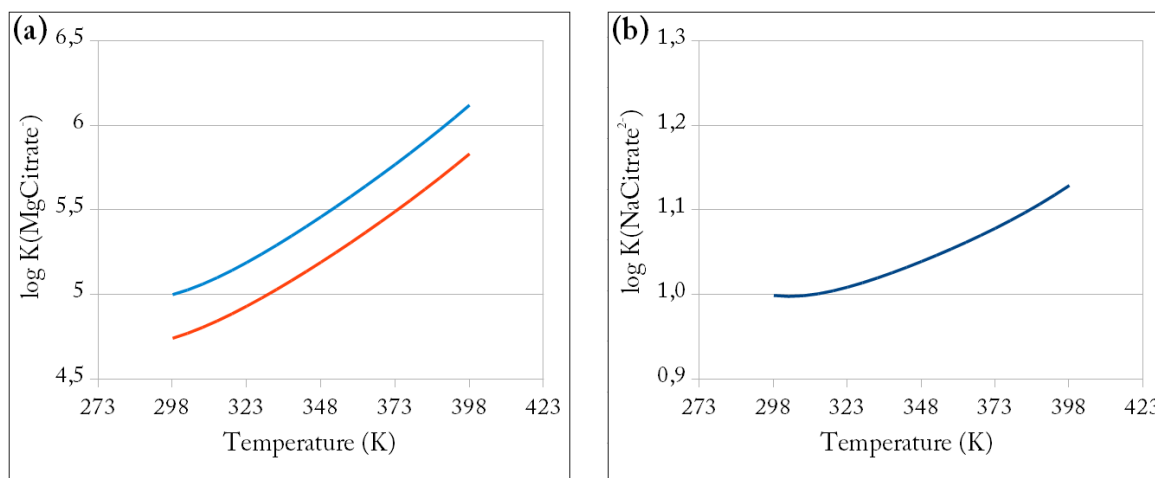 (a)
6,5
6
5,5
5
4,5
log K(MgCitrate⁻)
273 298 323 348 373 398 423
Temperature (K)
(b)
1,3
1,2
1,1
1,0
0,9
log K(NaCitrate²⁻)
273 298 323 348 373 398 423
Temperature (K)